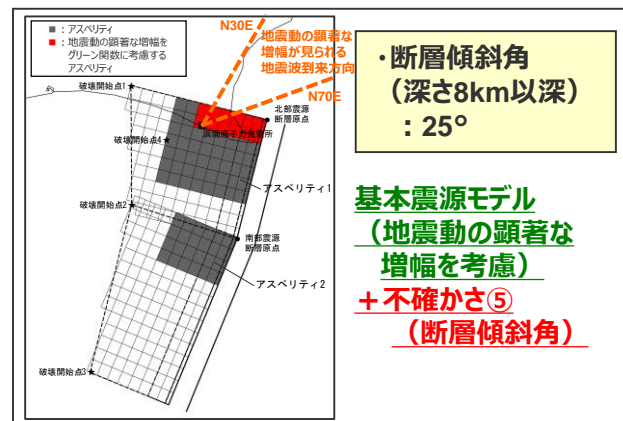 ：アスペリティ
：地震動の顕著な増幅を
グリーン関数に考慮する
アスペリティ
N30E
地震動の顕著な
増幅が見られる
地震波到来方向
N70E
破壊開始点1
北部震源
断層原点
浜岡原子力発電所
破壊開始点4
アスペリティ1
破壊開始点2
南部震源
断層原点
アスペリティ2
破壊開始点3
・断層傾斜角
（深さ8km以深）
：25°
基本震源モデル
（地震動の顕著な
増幅を考慮）
＋不確かさ⑤
（断層傾斜角）